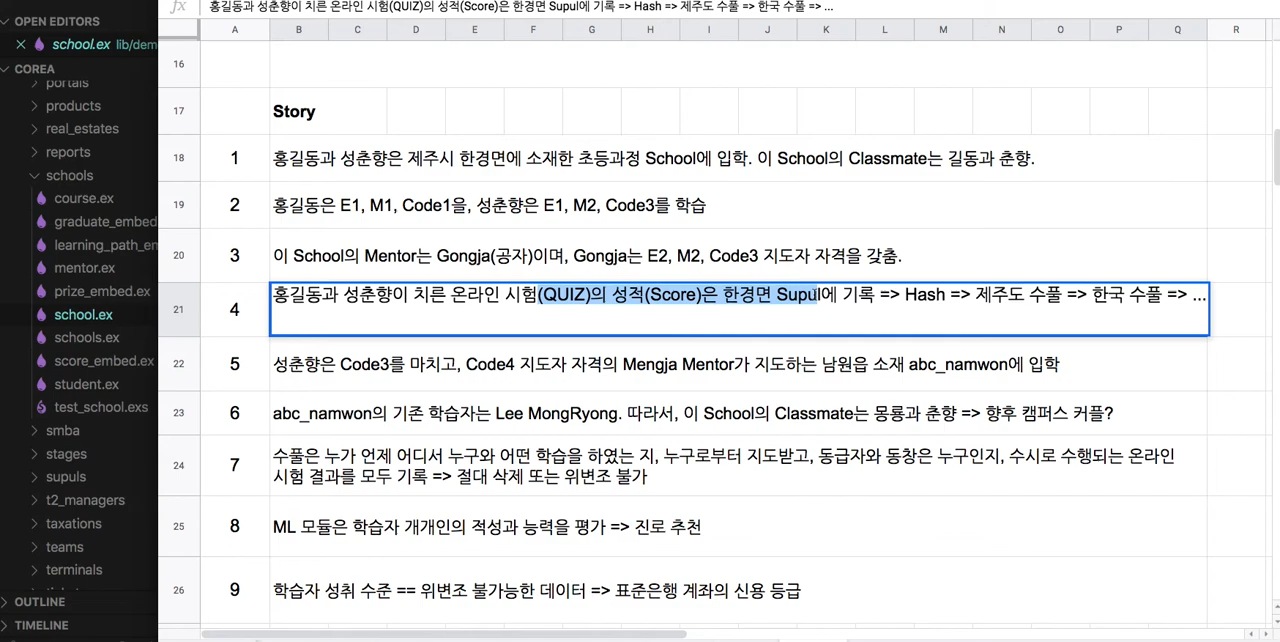 fx 홍길동과 성춘향이 치른 온라인 시험(QUIZ)의 성적(Score)은 한경면 Supul에 기록 => Hash => 제주도 수풀 => 한국 수풀 => ...
A B C D E F G H I J K L M N O P Q R
OPEN EDITORS
school.ex lib/dem
COREA
portals
products
real_estates
reports
schools
course.ex
graduate_embed
learning_path_em
mentor.ex
prize_embed.ex
school.ex
schools.ex
score_embed.ex
student.ex
test_school.exs
smba
stages
supuls
t2_managers
taxations
teams
terminals
OUTLINE
TIMELINE
16
17 Story
18 1 홍길동과 성춘향은 제주시 한경면에 소재한 초등과정 School에 입학. 이 School의 Classmate는 길동과 춘향.
19 2 홍길동은 E1, M1, Code1을, 성춘향은 E1, M2, Code3를 학습
20 3 이 School의 Mentor는 Gongja(공자)이며, Gongja는 E2, M2, Code3 지도자 자격을 갖춤.
21 4 홍길동과 성춘향이 치른 온라인 시험(QUIZ)의 성적(Score)은 한경면 Supul에 기록 => Hash => 제주도 수풀 => 한국 수풀 => ...
22 5 성춘향은 Code3를 마치고, Code4 지도자 자격의 Mengja Mentor가 지도하는 남원읍 소재 abc_namwon에 입학
23 6 abc_namwon의 기존 학습자는 Lee MongRyong. 따라서, 이 School의 Classmate는 몽룡과 춘향 => 향후 캠퍼스 커플?
24 7 수풀은 누가 언제 어디서 누구와 어떤 학습을 하였는 지, 누구로부터 지도받고, 동급자와 동창은 누구인지, 수시로 수행되는 온라인
시험 결과를 모두 기록 => 절대 삭제 또는 위변조 불가
25 8 ML 모듈은 학습자 개개인의 적성과 능력을 평가 => 진로 추천
26 9 학습자 성취 수준 == 위변조 불가능한 데이터 => 표준은행 계좌의 신용 등급